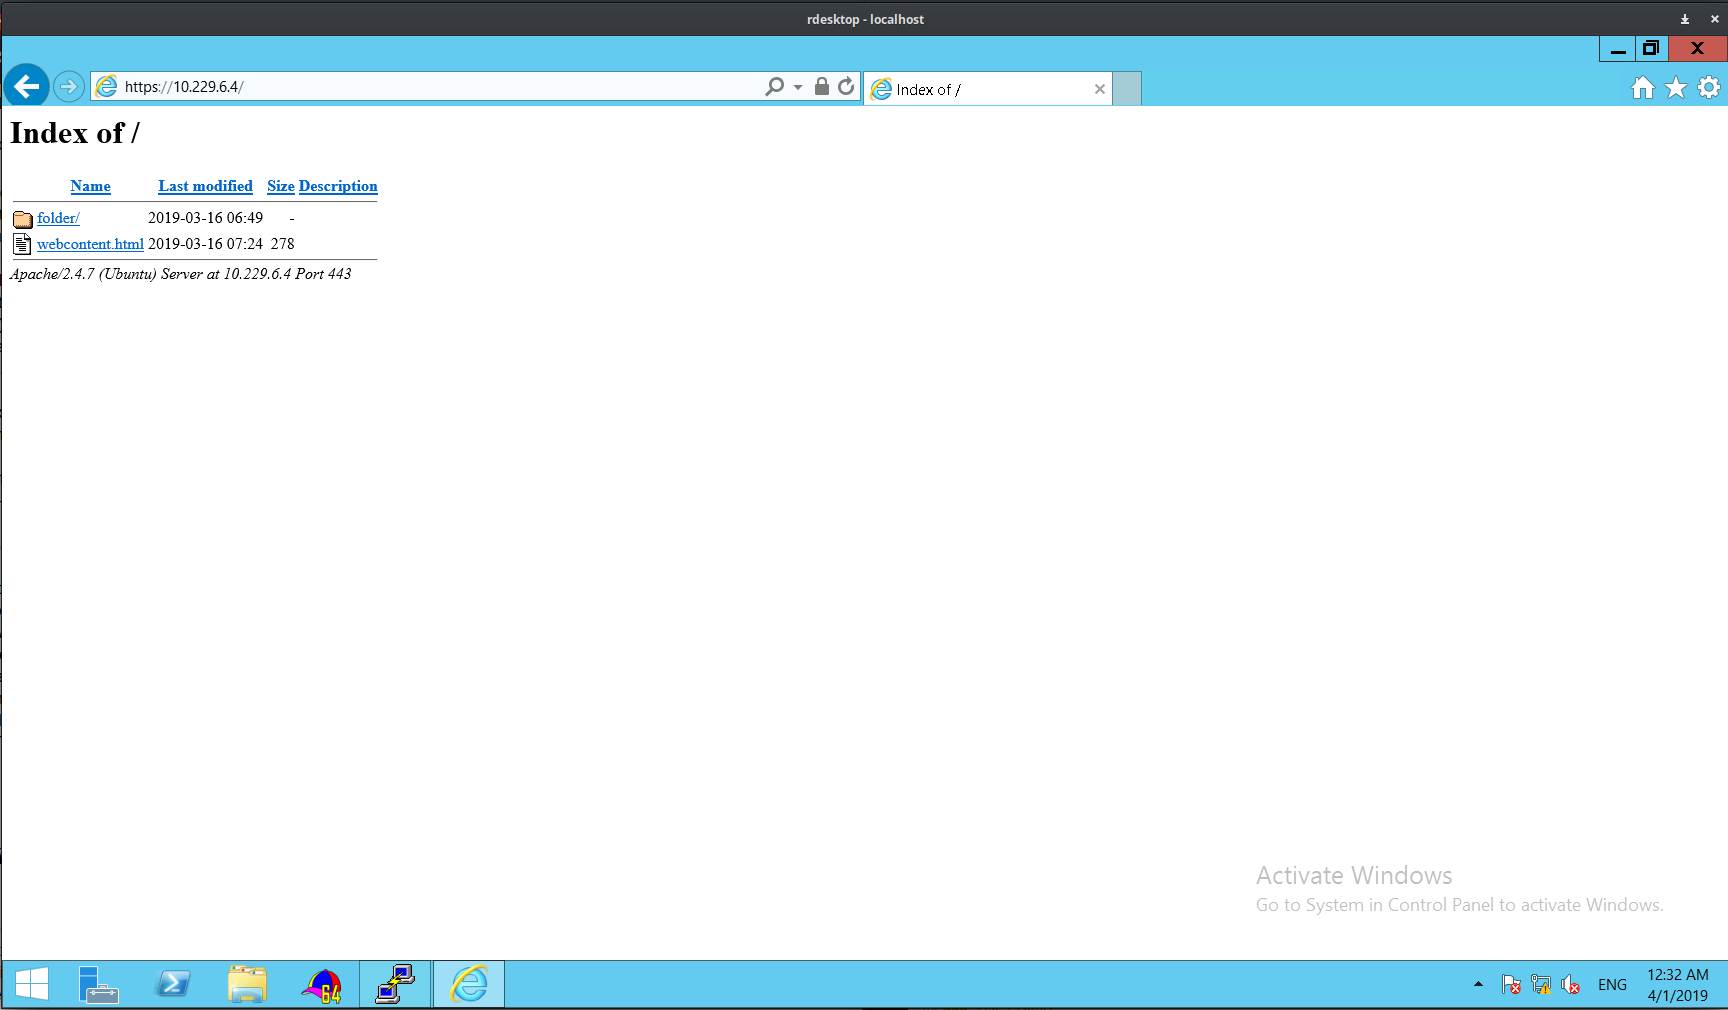 rdesktop - localhost
https://10.229.6.4/
Index of /
Index of /
Name Last modified Size Description
folder/ 2019-03-16 06:49 -
webcontent.html 2019-03-16 07:24 278
Apache/2.4.7 (Ubuntu) Server at 10.229.6.4 Port 443
Activate Windows
Go to System in Control Panel to activate Windows.
64
ENG
12:32 AM
4/1/2019